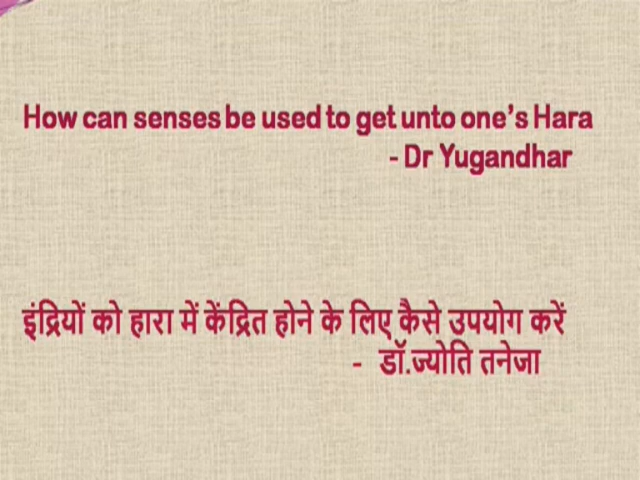 How can senses be used to get unto one's Hara
- Dr Yugandhar
इंद्रियों को हारा में केंद्रित होने के लिए कैसे उपयोग करें
- डॉ.ज्योति तनेजा